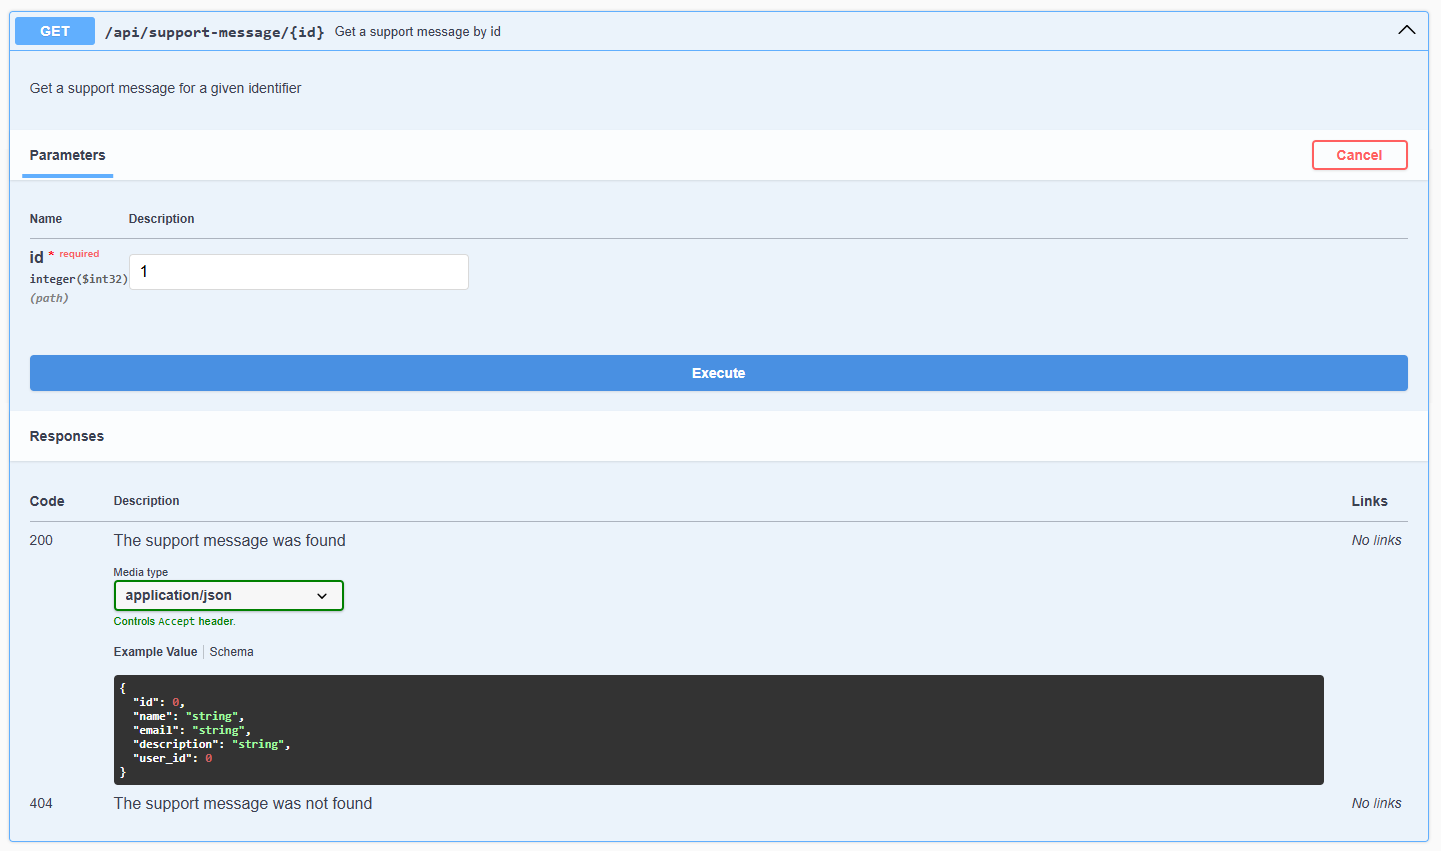 GET /api/support-message/{id} Get a support message by id
Get a support message for a given identifier
Parameters Cancel
Name Description
id * required
integer($int32) 1
(path)
Execute
Responses
Code Description Links
200 The support message was found No links
Media type
application/json
Controls Accept header.
Example Value | Schema
{
  "id": 0,
  "name": "string",
  "email": "string",
  "description": "string",
  "user_id": 0
}
404 The support message was not found No links